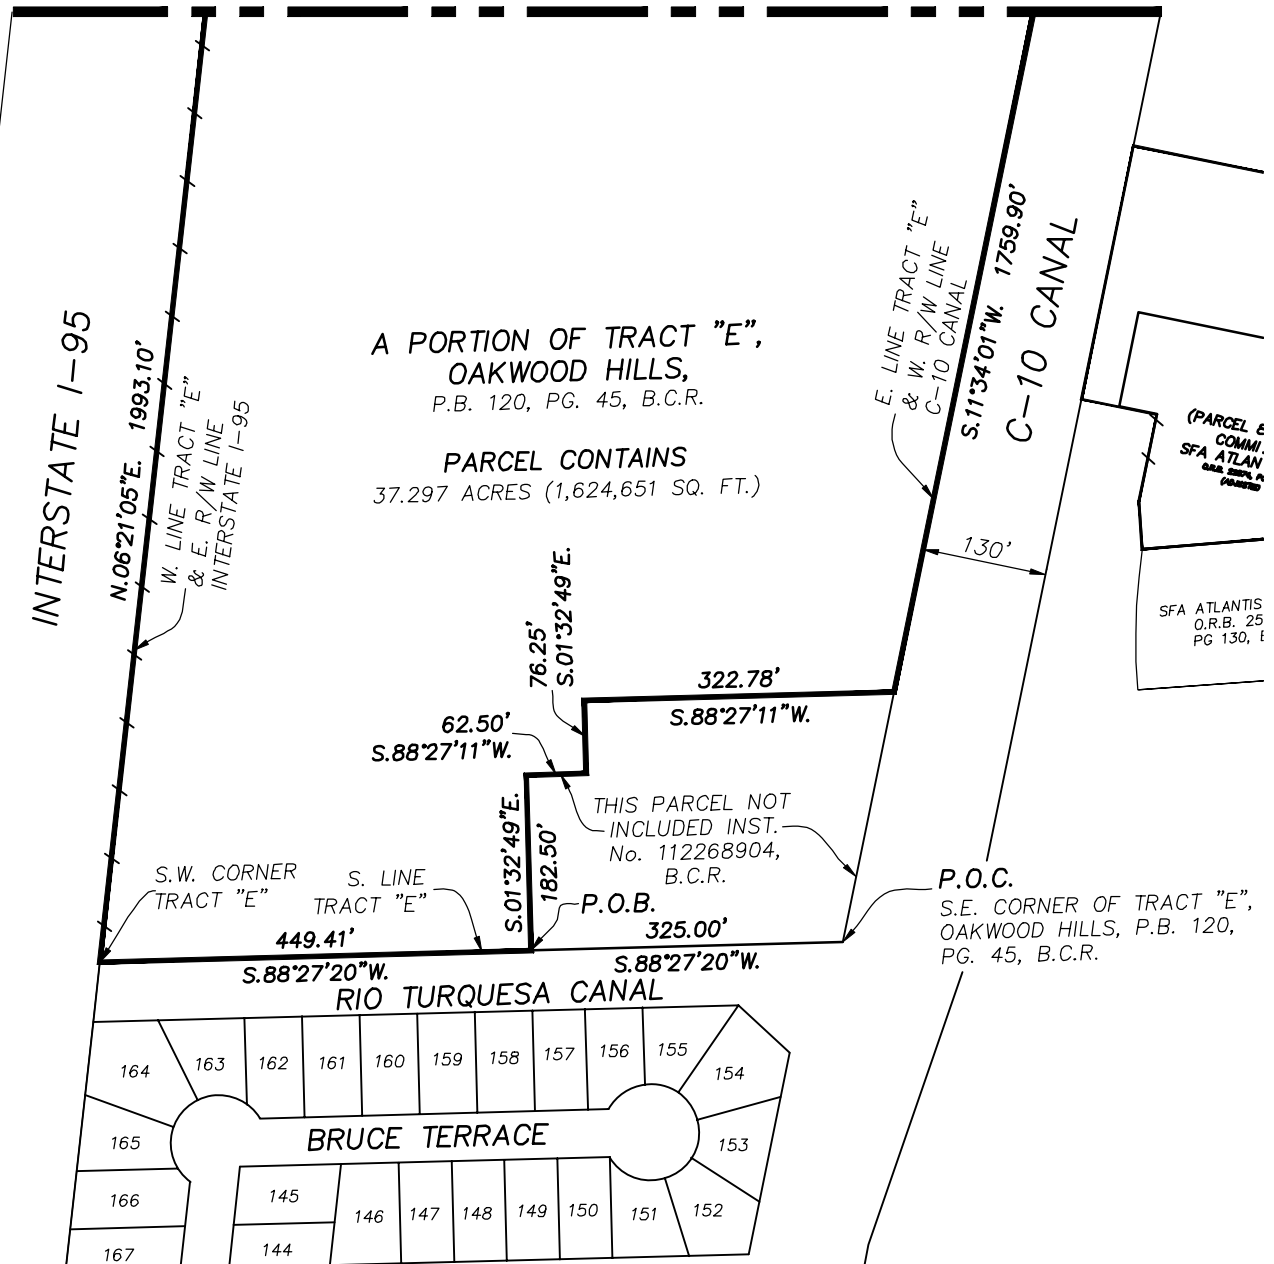 INTERSTATE I-95
N.06°21'05"E. 1993.10'
W. LINE TRACT "E"
& E. R/W LINE
INTERSTATE I-95
A PORTION OF TRACT "E",
OAKWOOD HILLS,
P.B. 120, PG. 45, B.C.R.
PARCEL CONTAINS
37.297 ACRES (1,624,651 SQ. FT.)
E. LINE TRACT "E"
& W. R/W LINE
C-10 CANAL
S.11°34'01"W. 1759.90'
C-10 CANAL
130'
(PARCEL
SFA ATLAN
SFA ATLANTIS
O.R.B. 25
PG 130,
76.25'
S.01°32'49"E.
322.78'
S.88°27'11"W.
62.50'
S.88°27'11"W.
S.01°32'49"E.
182.50'
THIS PARCEL NOT
INCLUDED INST.
No. 112268904,
B.C.R.
S.W. CORNER
TRACT "E"
S. LINE
TRACT "E"
P.O.B.
P.O.C.
S.E. CORNER OF TRACT "E",
OAKWOOD HILLS, P.B. 120,
PG. 45, B.C.R.
449.41'
S.88°27'20"W.
325.00'
S.88°27'20"W.
RIO TURQUESA CANAL
164
163
162
161
160
159
158
157
156
155
154
165
BRUCE TERRACE
153
166
145
146
147
148
149
150
151
152
167
144